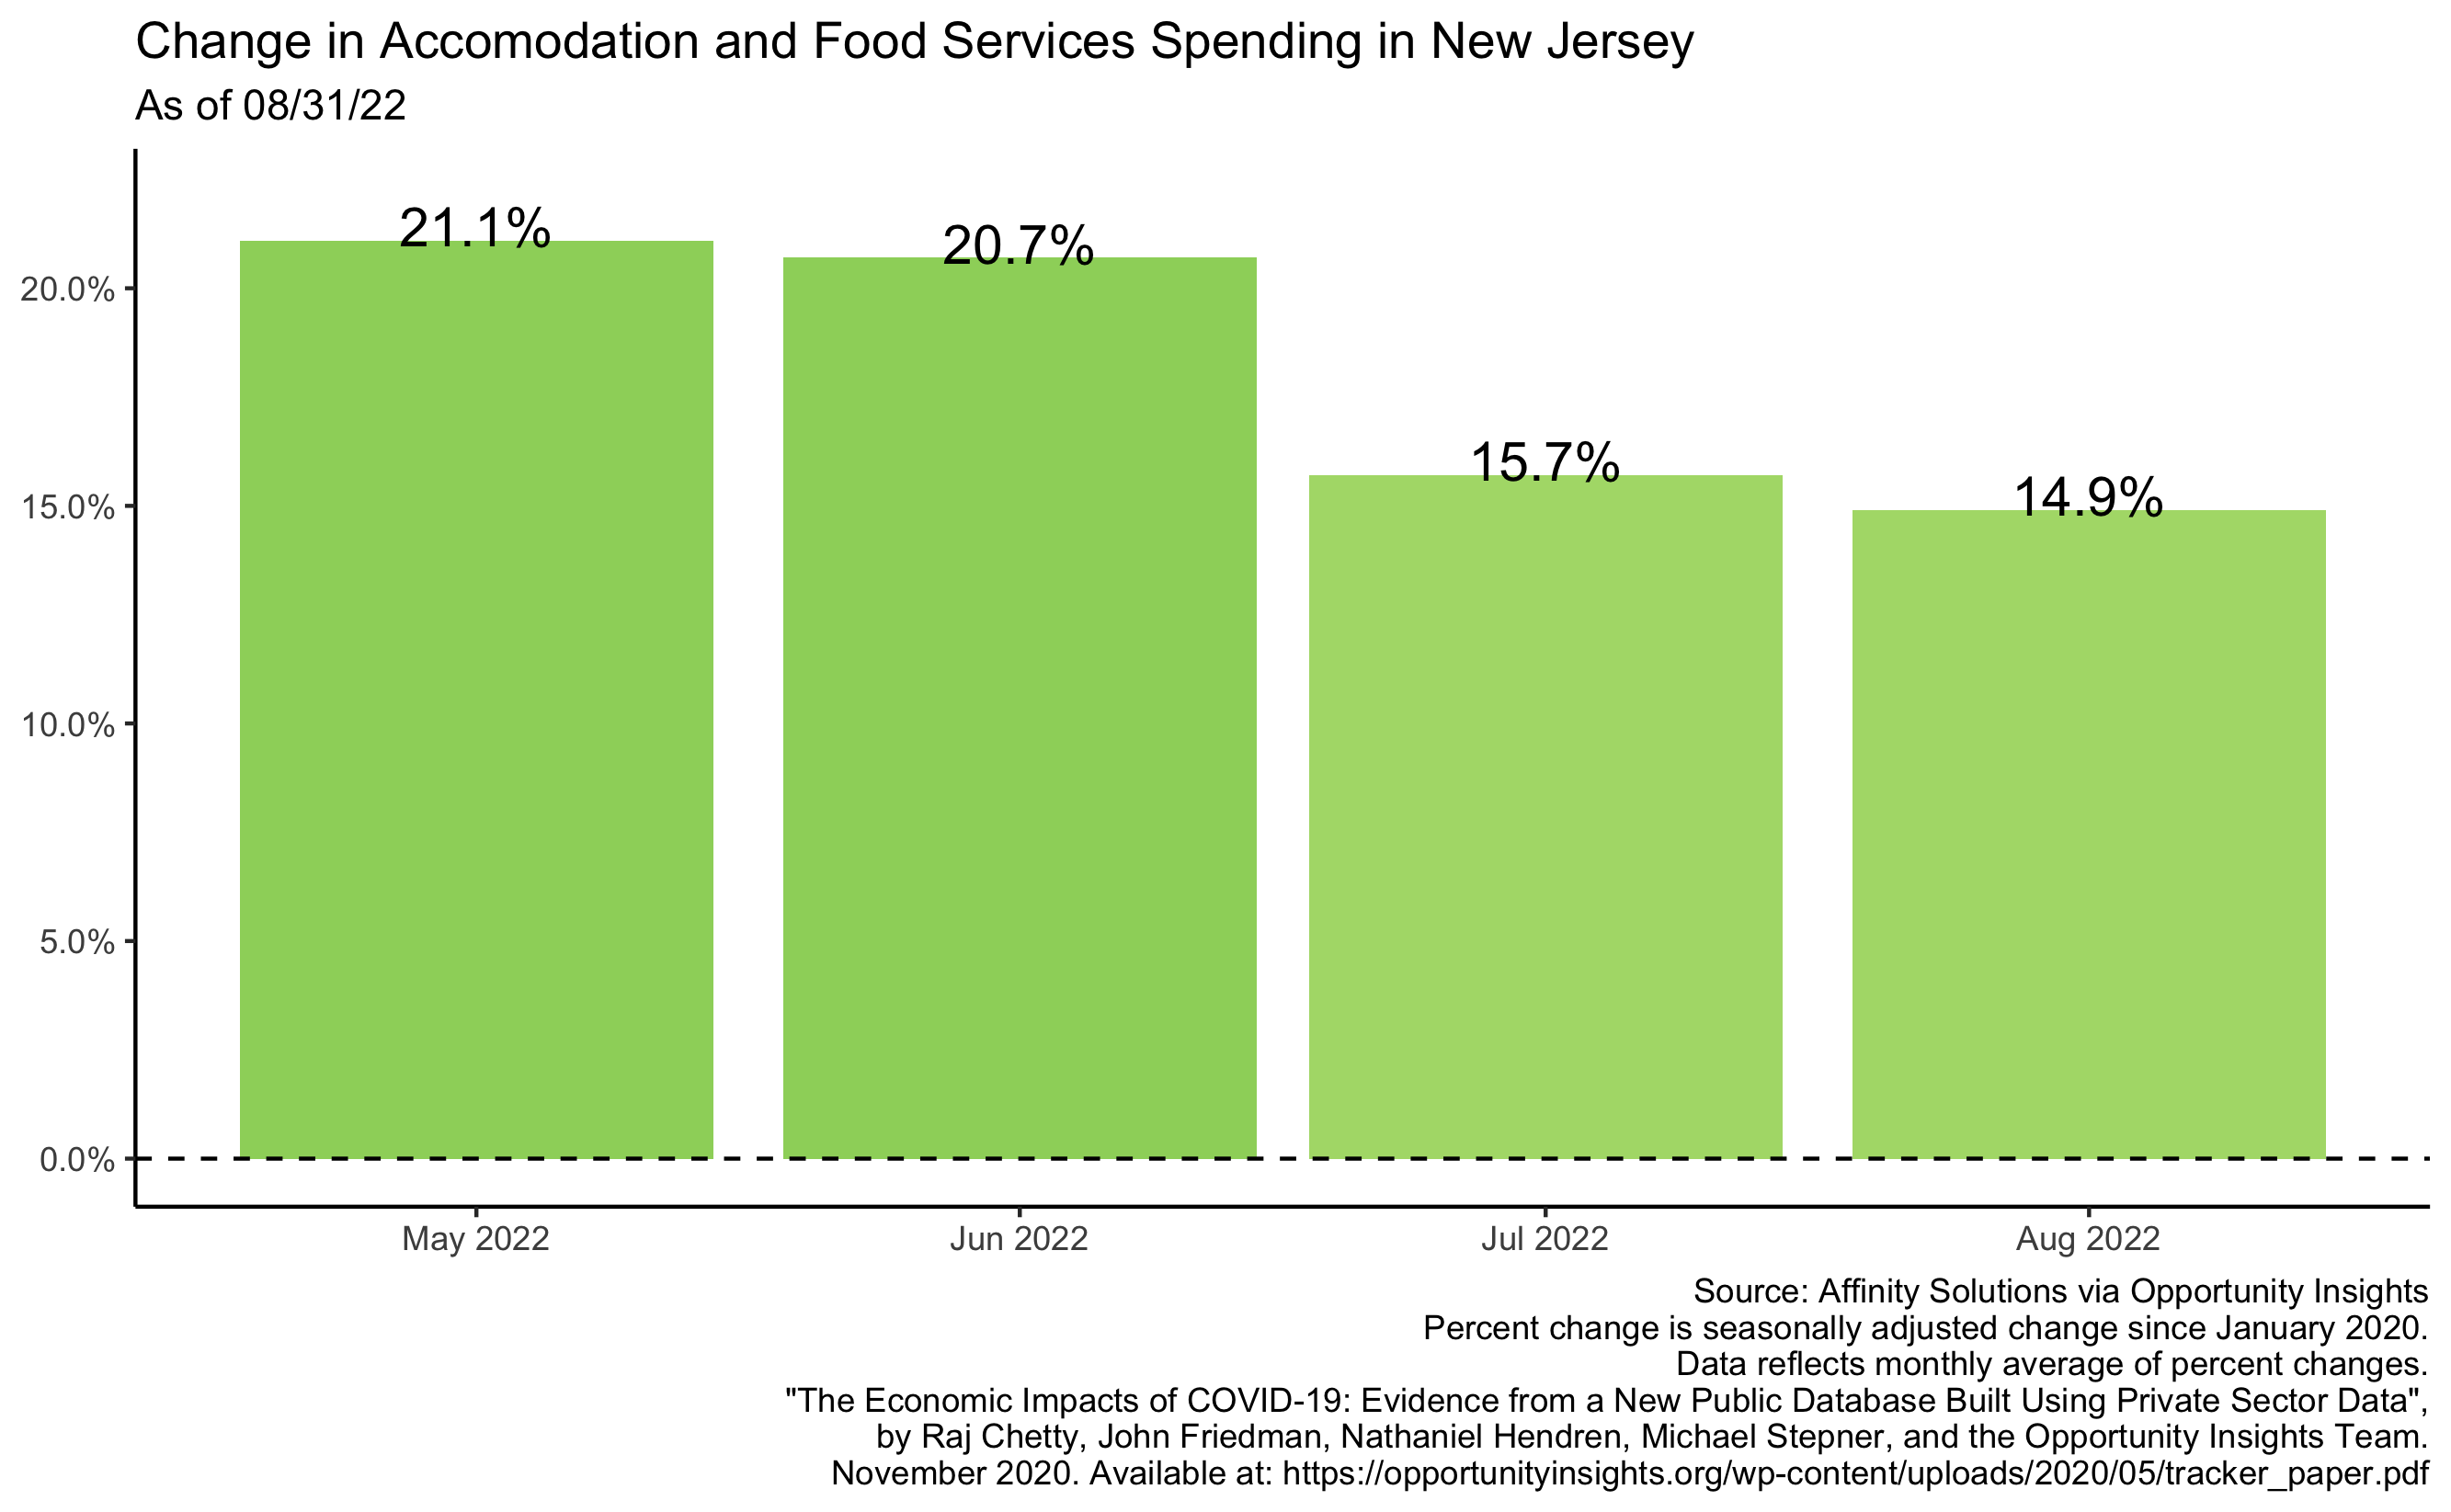 Change in Accomodation and Food Services Spending in New Jersey
As of 08/31/22
21.1%
20.7%
15.7%
14.9%
20.0%
15.0%
10.0%
5.0%
0.0%
May 2022
Jun 2022
Jul 2022
Aug 2022
Source: Affinity Solutions via Opportunity Insights
Percent change is seasonally adjusted change since January 2020.
Data reflects monthly average of percent changes.
"The Economic Impacts of COVID-19: Evidence from a New Public Database Built Using Private Sector Data",
by Raj Chetty, John Friedman, Nathaniel Hendren, Michael Stepner, and the Opportunity Insights Team.
November 2020. Available at: https://opportunityinsights.org/wp-content/uploads/2020/05/tracker_paper.pdf